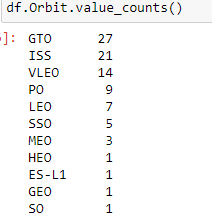 df.Orbit.value_counts()
]: GTO 27
ISS 21
VLEO 14
PO 9
LEO 7
SSO 5
MEO 3
HEO 1
ES-L1 1
GEO 1
SO 1